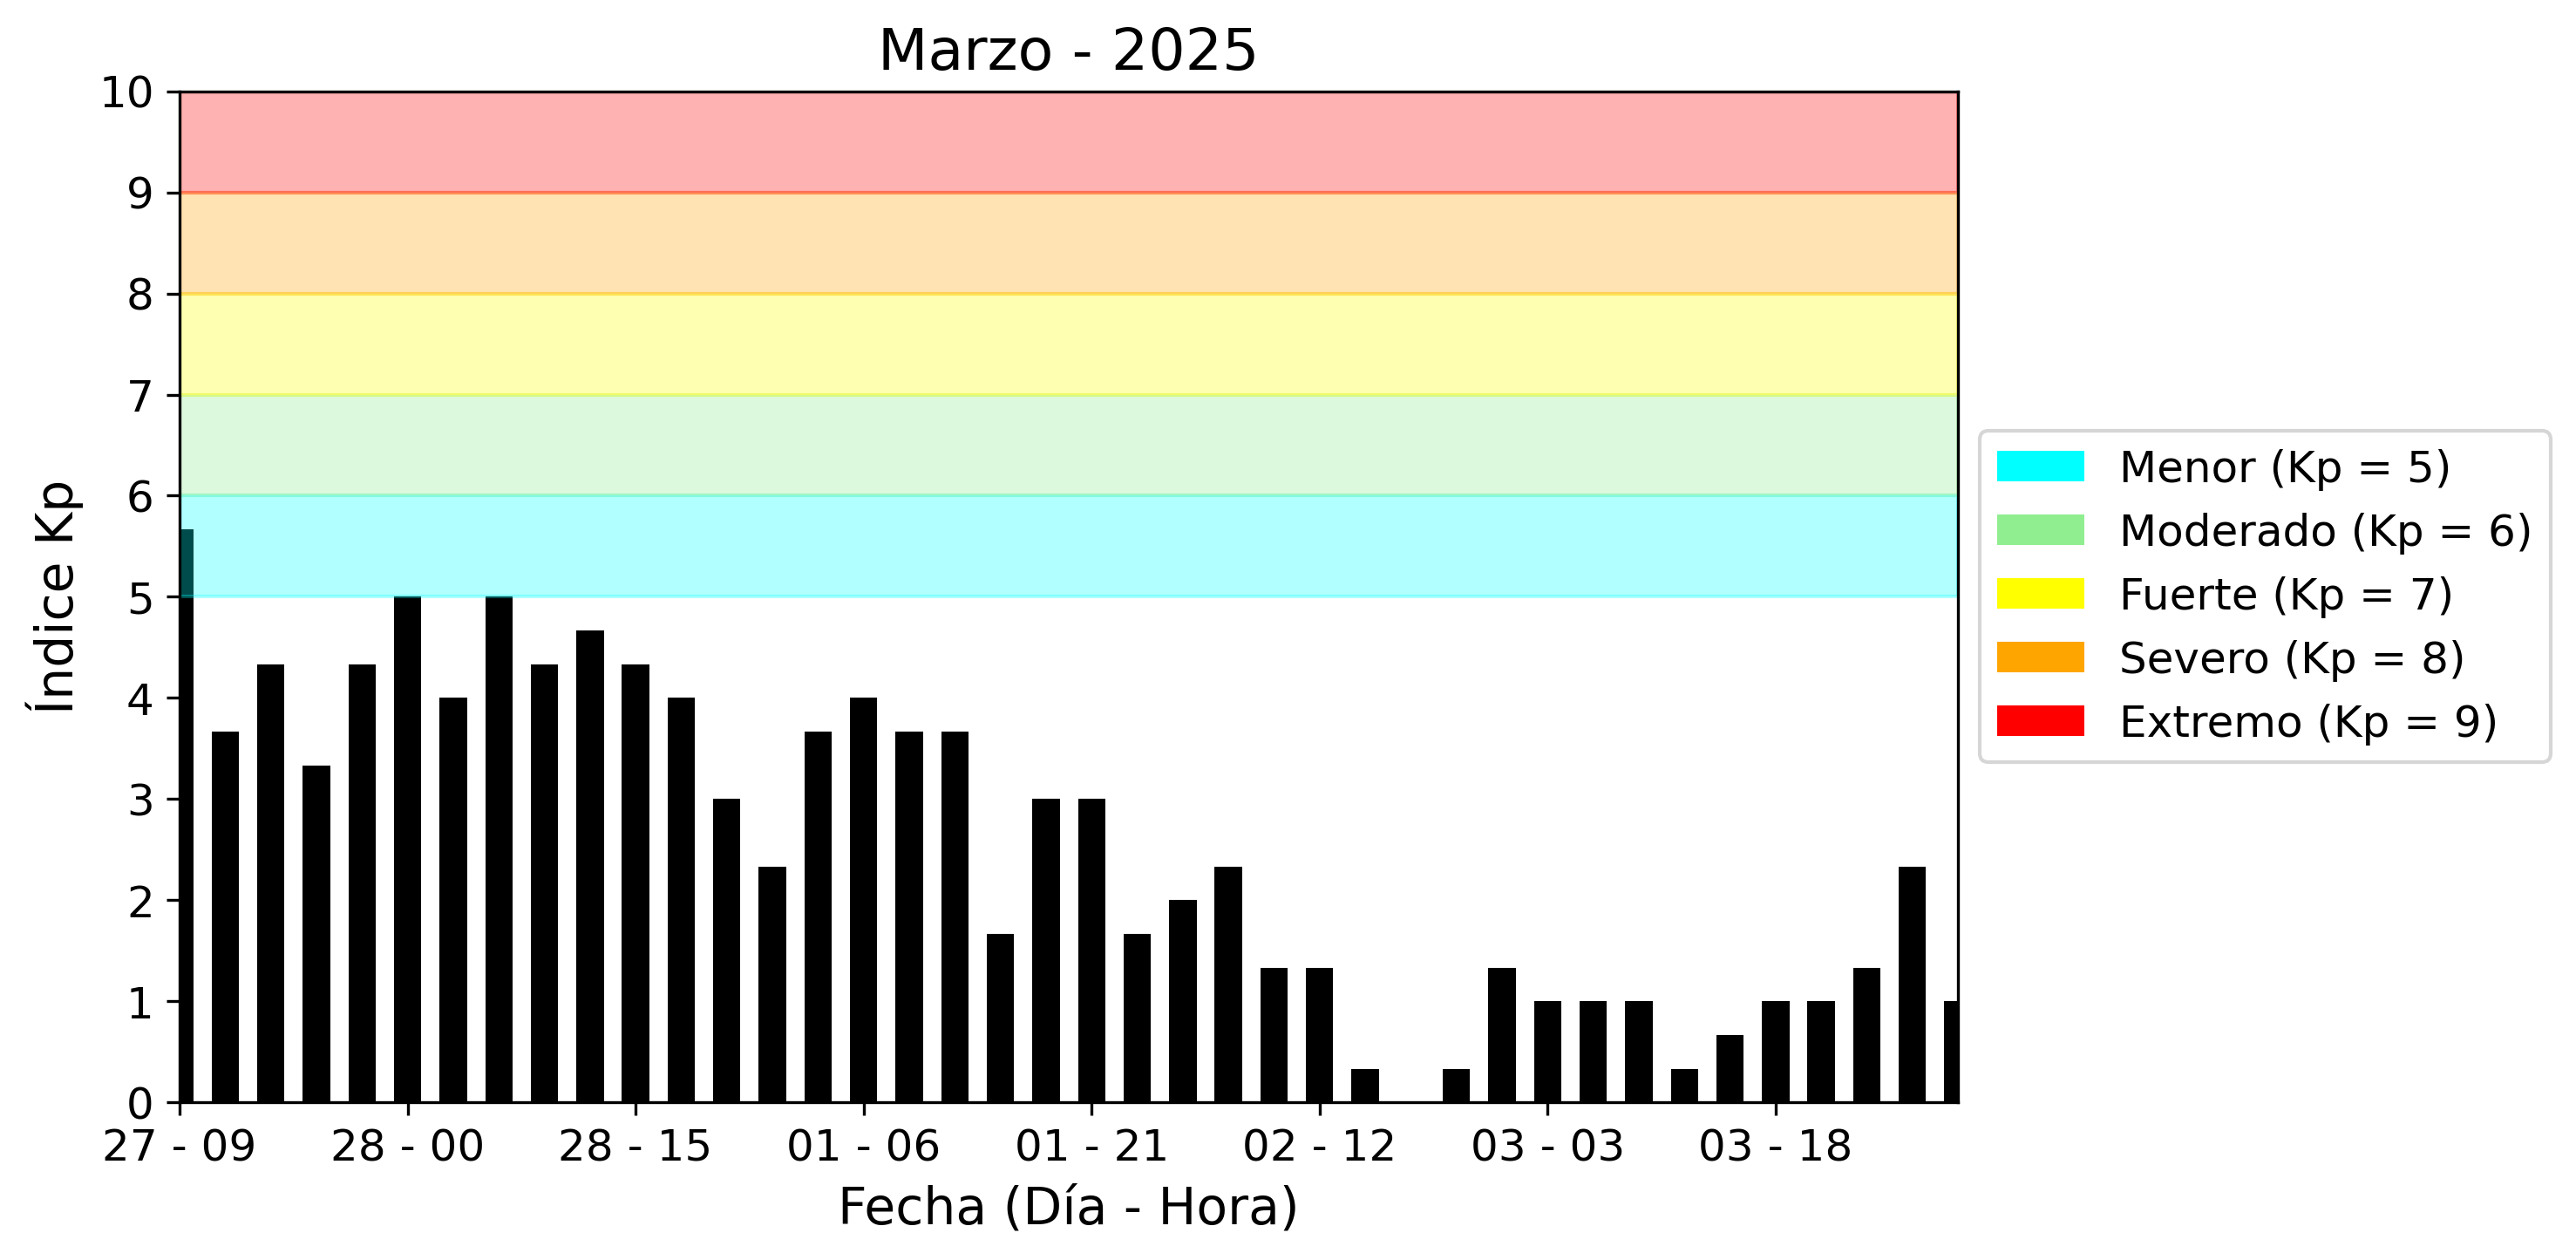 Marzo - 2025
10
9
8
7
6
5
4
3
2
1
0
Índice Kp
27 - 09
28 - 00
28 - 15
01 - 06
01 - 21
02 - 12
03 - 03
03 - 18
Fecha (Día - Hora)
Menor (Kp = 5)
Moderado (Kp = 6)
Fuerte (Kp = 7)
Severo (Kp = 8)
Extremo (Kp = 9)